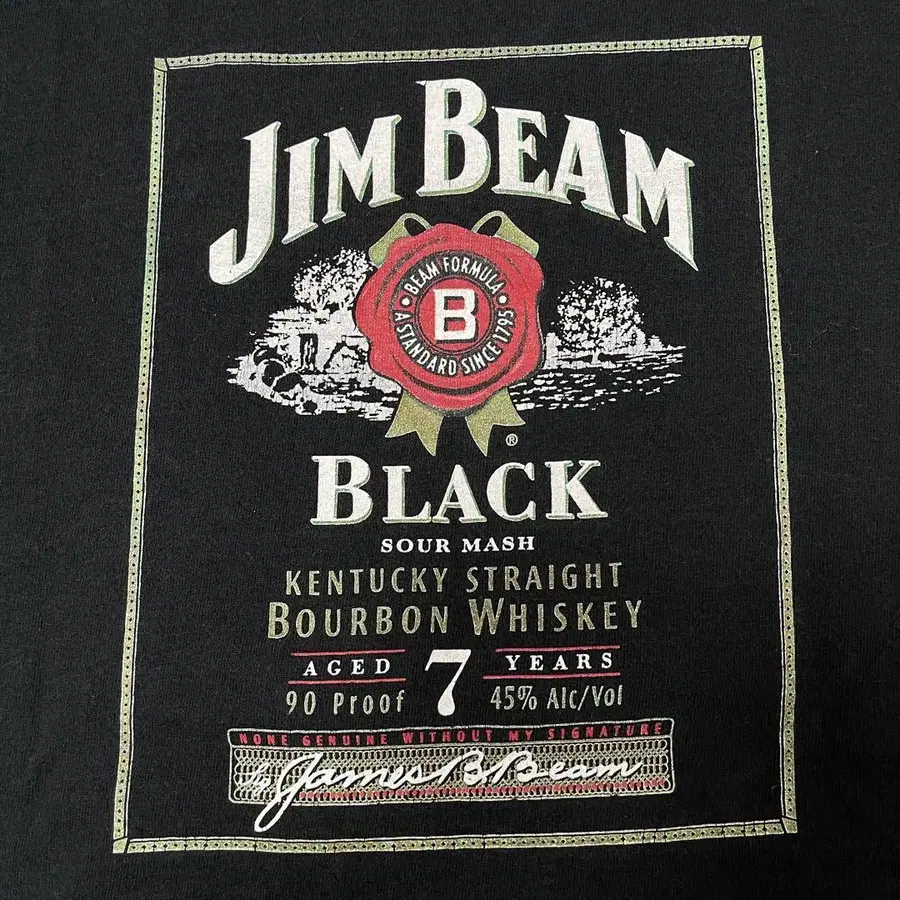 JIM BEAM
BEAM FORMULA
B
A STANDARD SINCE 1795
®
BLACK
SOUR MASH
KENTUCKY STRAIGHT
BOURBON WHISKEY
AGED 7 YEARS
90 Proof 45% Alc/Vol
NONE GENUINE WITHOUT MY SIGNATURE
James B Beam